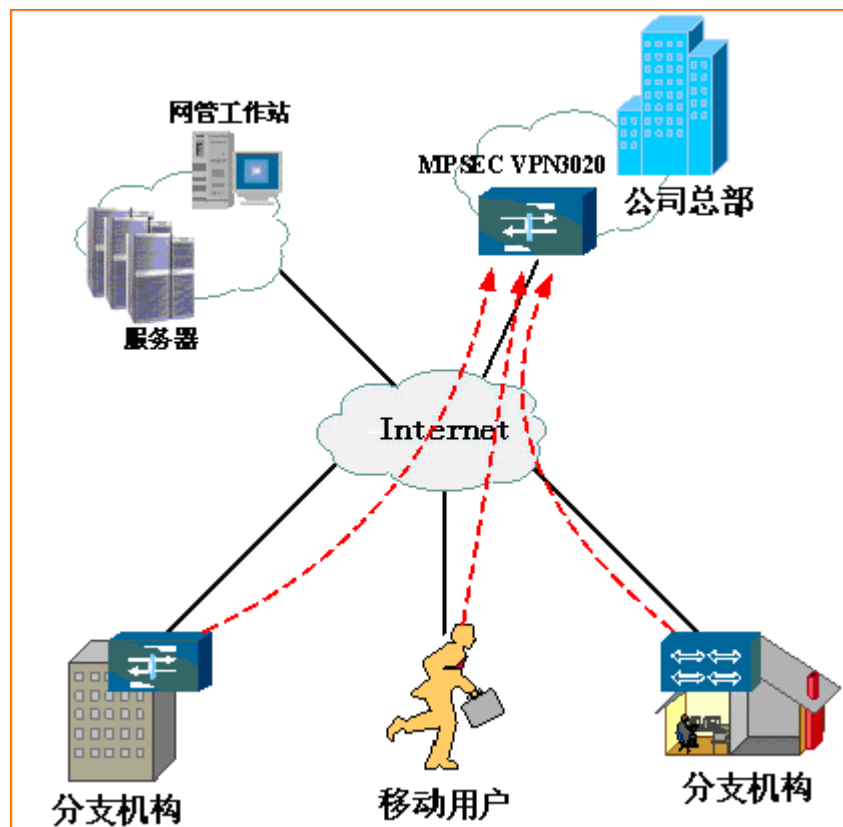 网管工作站
MPSEC VPN3020
公司总部
服务器
Internet
分支机构
移动用户
分支机构